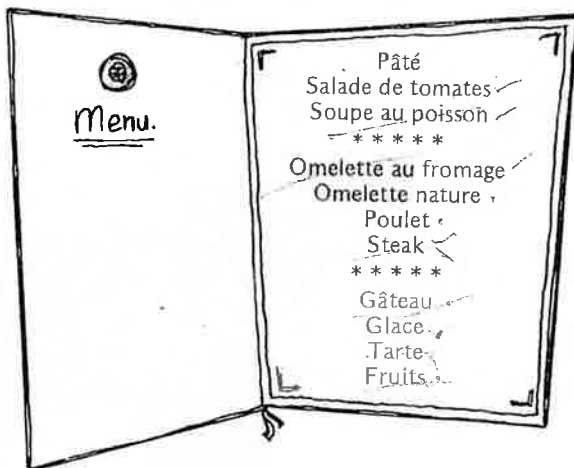 Menu.
Pâté
Salade de tomates
Soupe au poisson
* * * * *
Omelette au fromage
Omelette nature
Poulet
Steak
* * * * *
Gâteau
Glace
Tarte
Fruits